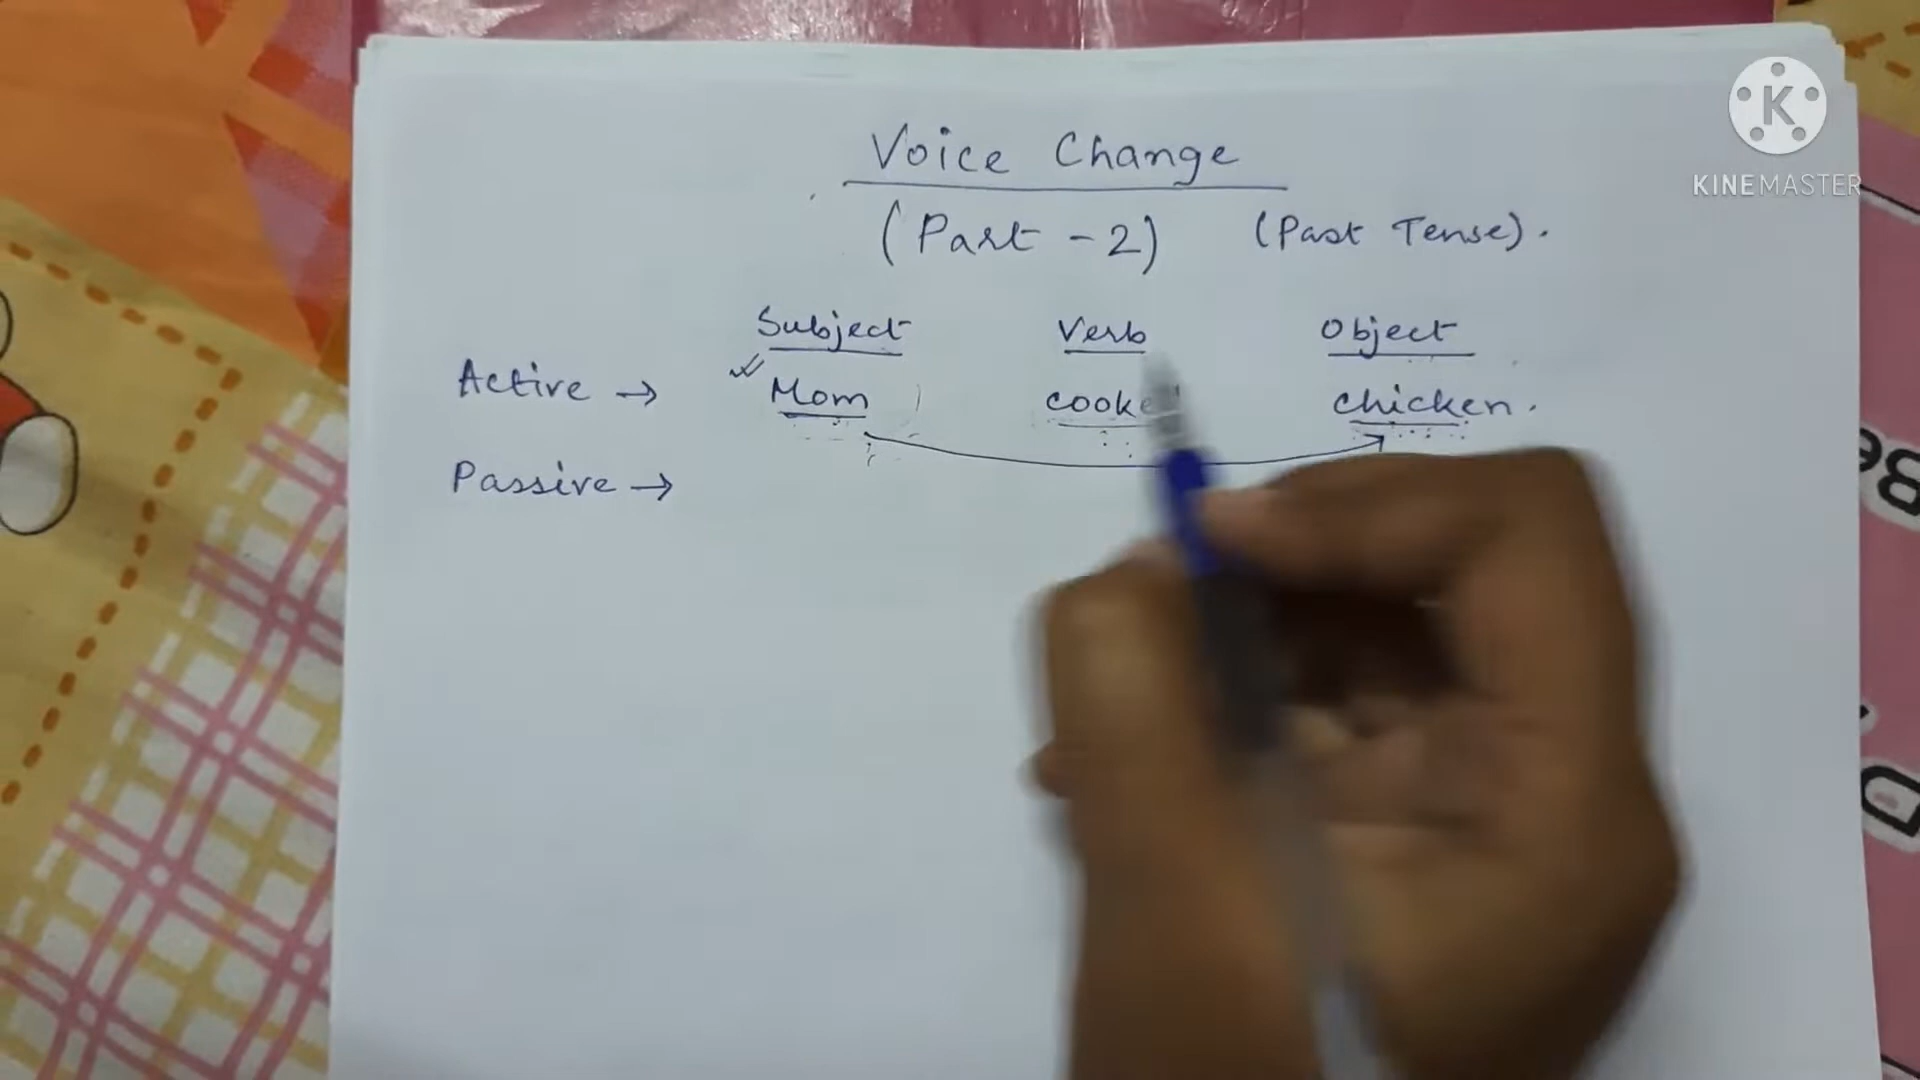 Voice Change
(Part - 2) (Past Tense).
Subject Verb Object
Active → Mom chicken.
Passive →
KINEMASTER